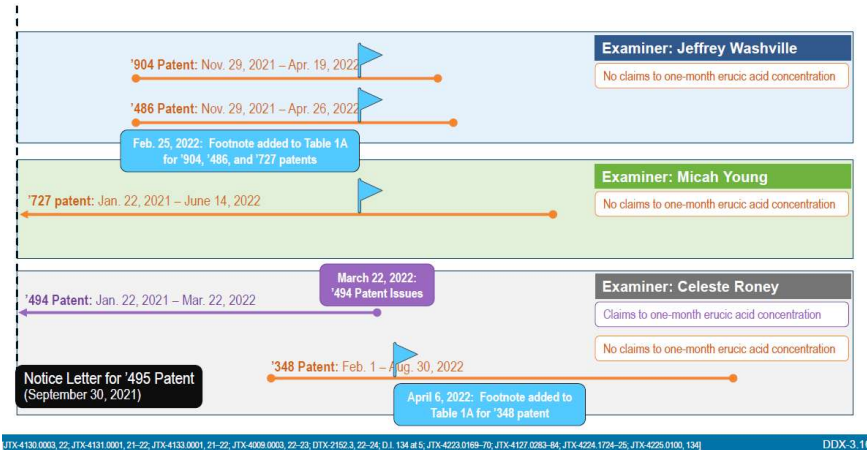 Examiner: Jeffrey Washville
'904 Patent: Nov. 29, 2021 – Apr. 19, 2022
No claims to one-month erucic acid concentration
'486 Patent: Nov. 29, 2021 – Apr. 26, 2022
Feb. 25, 2022: Footnote added to Table 1A
for '904, '486, and '727 patents
Examiner: Micah Young
'727 patent: Jan. 22, 2021 – June 14, 2022
No claims to one-month erucic acid concentration
March 22, 2022:
'494 Patent Issues
Examiner: Celeste Roney
'494 Patent: Jan. 22, 2021 – Mar. 22, 2022
Claims to one-month erucic acid concentration
No claims to one-month erucic acid concentration
'348 Patent: Feb. 1 – Aug. 30, 2022
Notice Letter for '495 Patent
(September 30, 2021)
April 6, 2022: Footnote added to
Table 1A for '348 patent
[JTX-4130.0003, 22; JTX-4131.0001, 21–22; JTX-4133.0001, 21–22; JTX-4009.0003, 22–23; DTX-2152.3, 22–24; D.I. 134 at 5; JTX-4223.0169–70; JTX-4127.0283–84; JTX-4224.1724–25; JTX-4225.0100, 134]